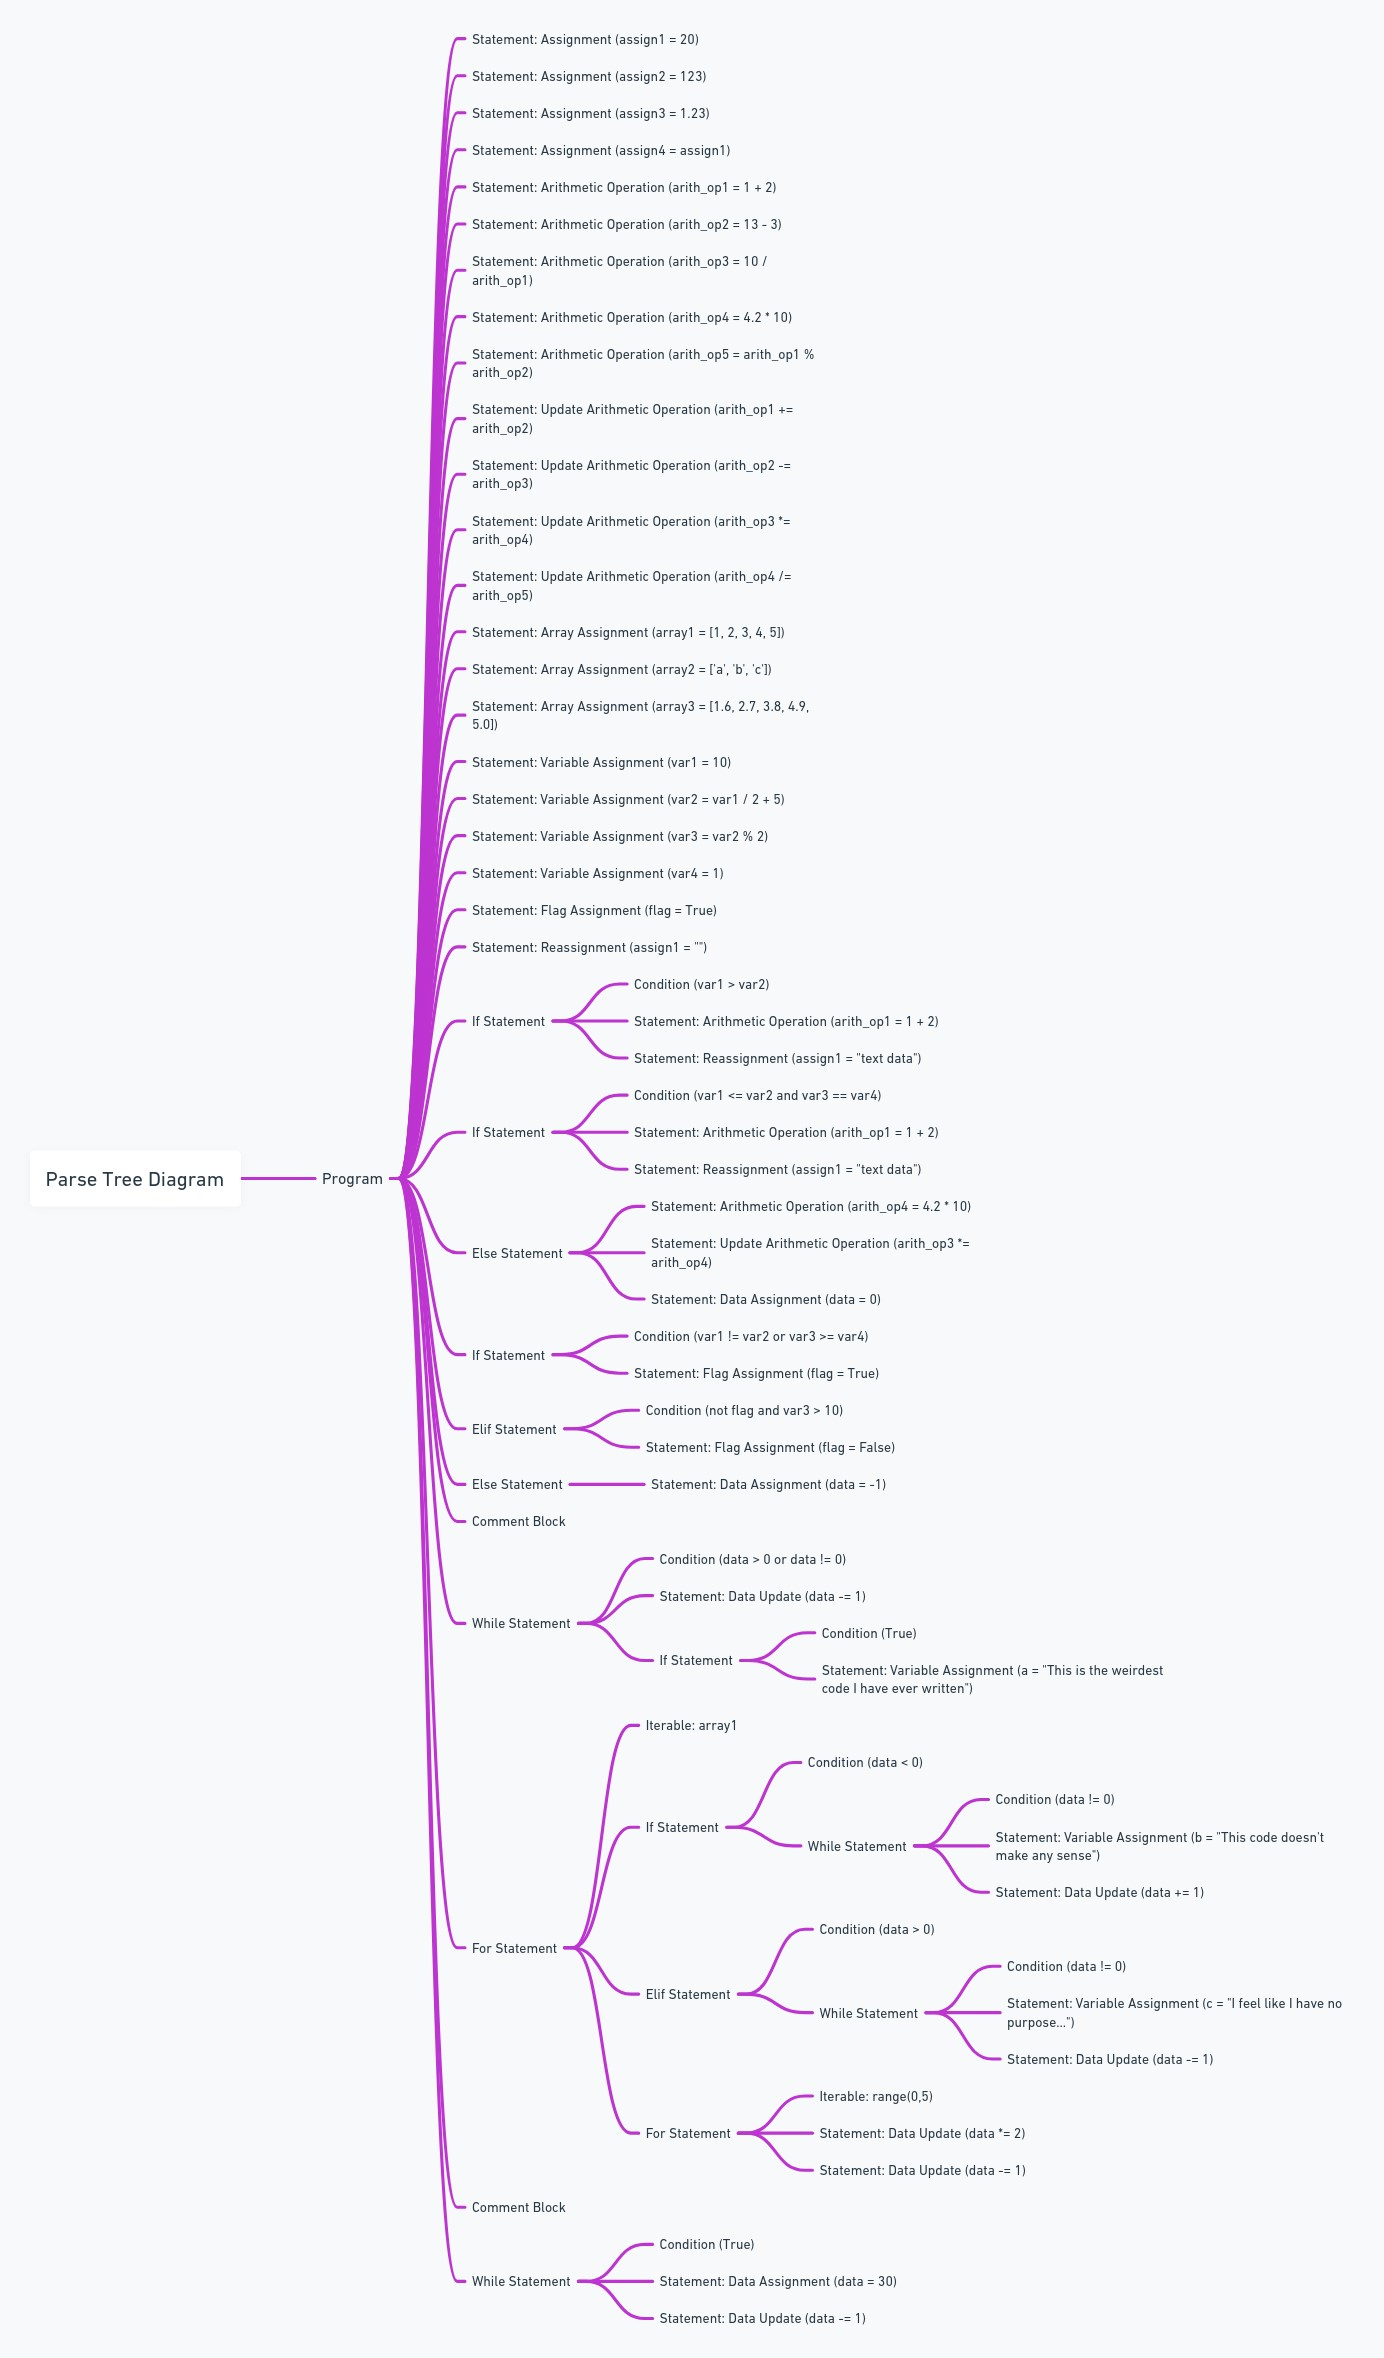 Statement: Assignment (assign1 = 20)
Statement: Assignment (assign2 = 123)
Statement: Assignment (assign3 = 1.23)
Statement: Assignment (assign4 = assign1)
Statement: Arithmetic Operation (arith_op1 = 1 + 2)
Statement: Arithmetic Operation (arith_op2 = 13 - 3)
Statement: Arithmetic Operation (arith_op3 = 10 /
arith_op1)
Statement: Arithmetic Operation (arith_op4 = 4.2 * 10)
Statement: Arithmetic Operation (arith_op5 = arith_op1 %
arith_op2)
Statement: Update Arithmetic Operation (arith_op1 +=
arith_op2)
Statement: Update Arithmetic Operation (arith_op2 -=
arith_op3)
Statement: Update Arithmetic Operation (arith_op3 *=
arith_op4)
Statement: Update Arithmetic Operation (arith_op4 /=
arith_op5)
Statement: Array Assignment (array1 = [1, 2, 3, 4, 5])
Statement: Array Assignment (array2 = ['a', 'b', 'c'])
Statement: Array Assignment (array3 = [1.6, 2.7, 3.8, 4.9,
5.0])
Statement: Variable Assignment (var1 = 10)
Statement: Variable Assignment (var2 = var1 / 2 + 5)
Statement: Variable Assignment (var3 = var2 % 2)
Statement: Variable Assignment (var4 = 1)
Statement: Flag Assignment (flag = True)
Statement: Reassignment (assign1 = "")
Condition (var1 > var2)
If Statement
Statement: Arithmetic Operation (arith_op1 = 1 + 2)
Statement: Reassignment (assign1 = "text data")
Condition (var1 <= var2 and var3 == var4)
If Statement
Statement: Arithmetic Operation (arith_op1 = 1 + 2)
Statement: Reassignment (assign1 = "text data")
Parse Tree Diagram
Program
Statement: Arithmetic Operation (arith_op4 = 4.2 * 10)
Else Statement
Statement: Update Arithmetic Operation (arith_op3 *=
arith_op4)
Statement: Data Assignment (data = 0)
Condition (var1 != var2 or var3 >= var4)
If Statement
Statement: Flag Assignment (flag = True)
Condition (not flag and var3 > 10)
Elif Statement
Statement: Flag Assignment (flag = False)
Else Statement
Statement: Data Assignment (data = -1)
Comment Block
Condition (data > 0 or data != 0)
Statement: Data Update (data -= 1)
While Statement
Condition (True)
If Statement
Statement: Variable Assignment (a = "This is the weirdest
code I have ever written")
Iterable: array1
Condition (data < 0)
If Statement
Condition (data != 0)
While Statement
Statement: Variable Assignment (b = "This code doesn't
make any sense")
Statement: Data Update (data += 1)
For Statement
Condition (data > 0)
Elif Statement
Condition (data != 0)
While Statement
Statement: Variable Assignment (c = "I feel like I have no
purpose...")
Statement: Data Update (data -= 1)
Iterable: range(0,5)
For Statement
Statement: Data Update (data *= 2)
Statement: Data Update (data -= 1)
Comment Block
Condition (True)
While Statement
Statement: Data Assignment (data = 30)
Statement: Data Update (data -= 1)